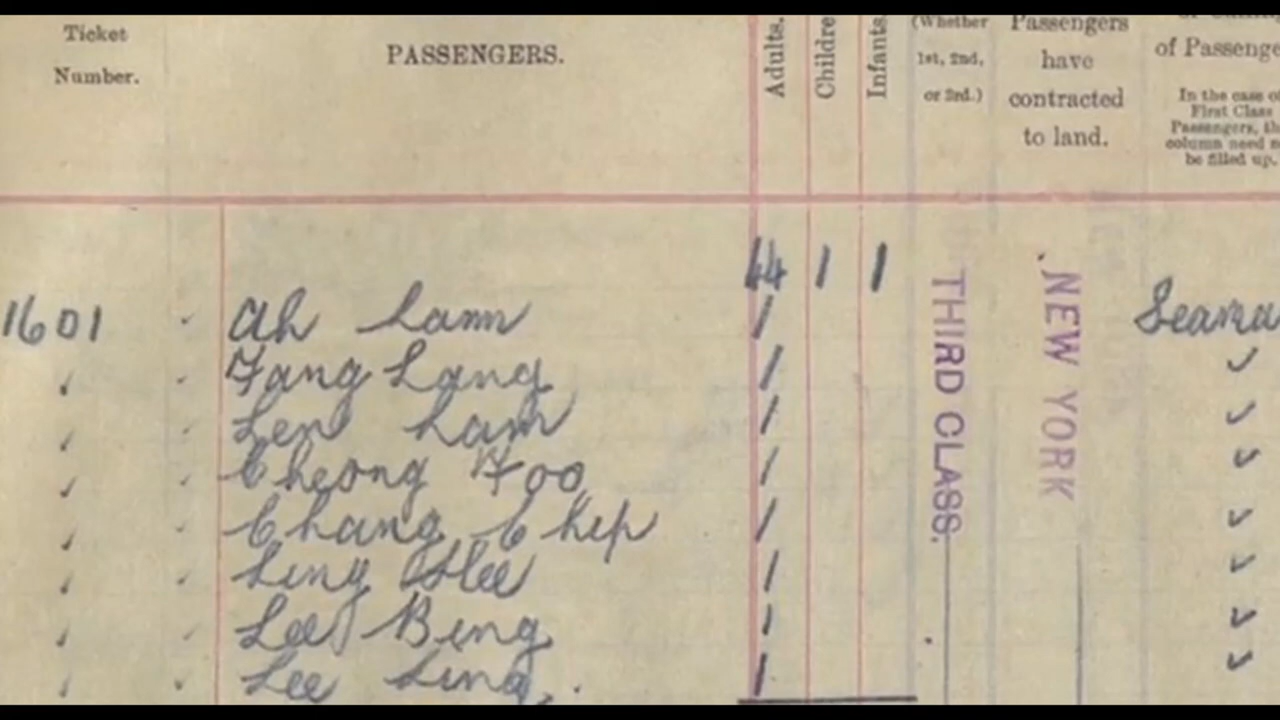 Ticket Number.
PASSENGERS.
Adults.
Childre
Infants.
(Whether 1st, 2nd, or 3rd.)
Passengers have contracted to land.
of Passenge
In the case of
First Class
Passengers, th
column need n
be filled up.
44 1 1
1601 Ah Lam 1 Seama
Fang Lang 1
Len Lam 1
Cheong Foo 1
Chang Chip 1
Ling Hee 1
Lee Bing 1
Lee Ling 1
THIRD CLASS.
NEW YORK